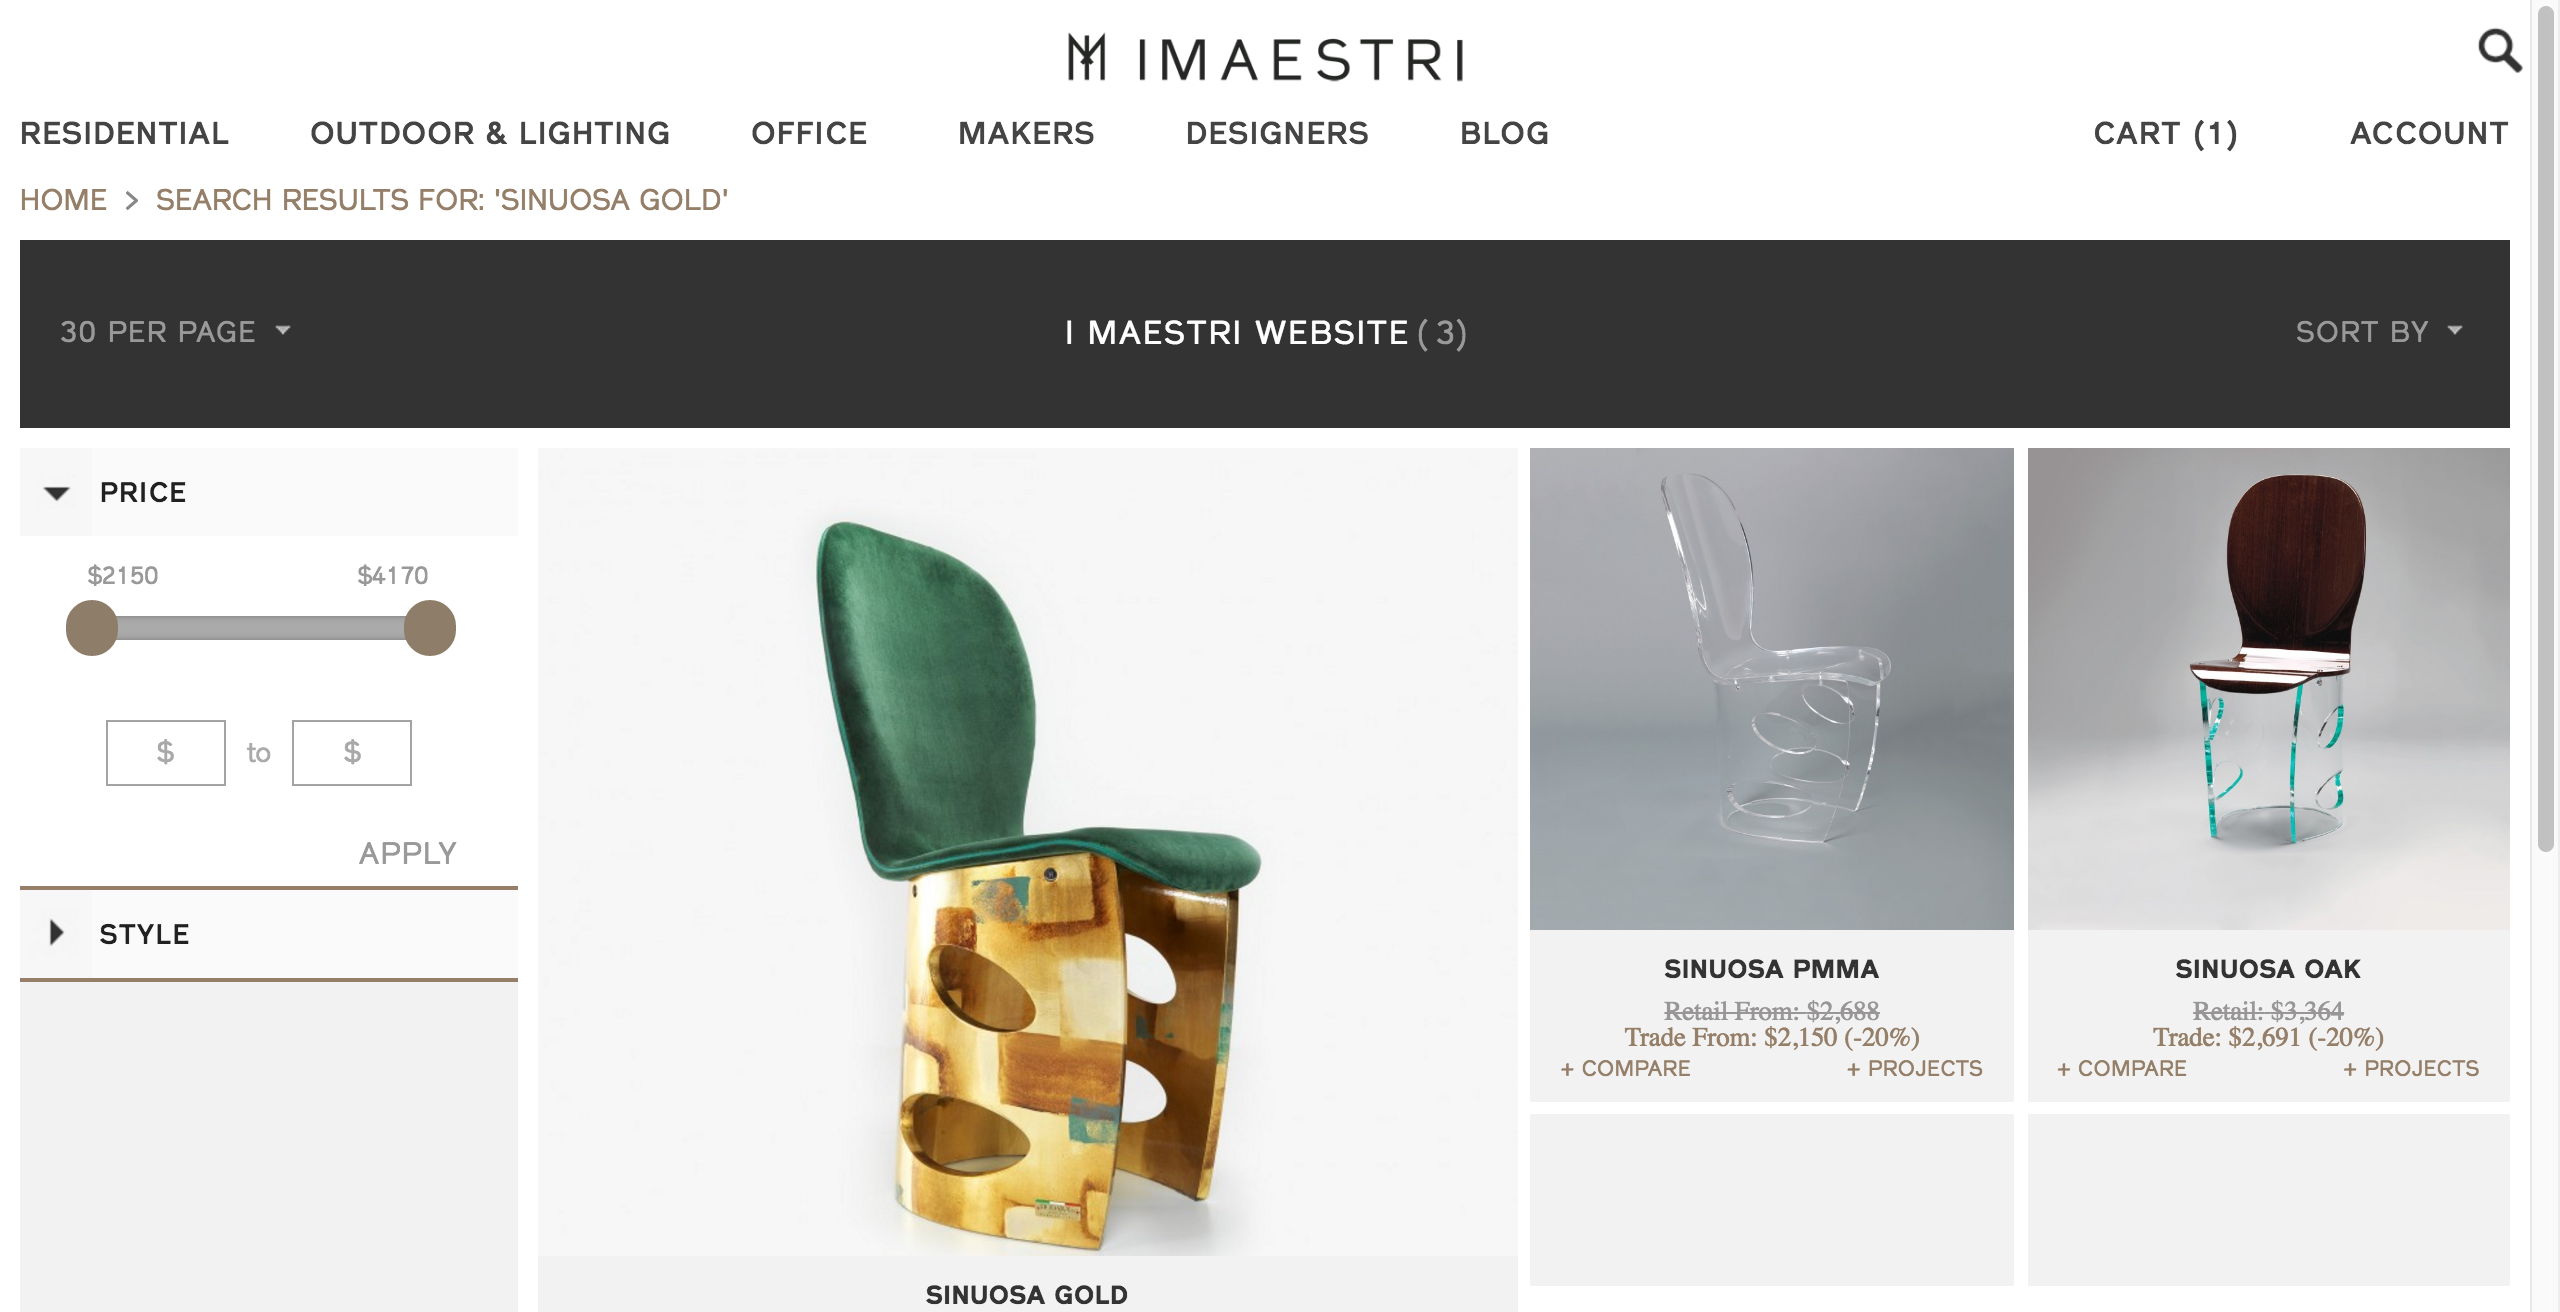 IMAESTRI
RESIDENTIAL OUTDOOR & LIGHTING OFFICE MAKERS DESIGNERS BLOG CART (1) ACCOUNT
HOME > SEARCH RESULTS FOR: 'SINUOSA GOLD'
30 PER PAGE I MAESTRI WEBSITE ( 3) SORT BY
PRICE
$2150 $4170
$ to $
APPLY
STYLE
SINUOSA GOLD
SINUOSA PMMA
Retail From: $2,688
Trade From: $2,150 (-20%)
+ COMPARE + PROJECTS
SINUOSA OAK
Retail: $3,364
Trade: $2,691 (-20%)
+ COMPARE + PROJECTS